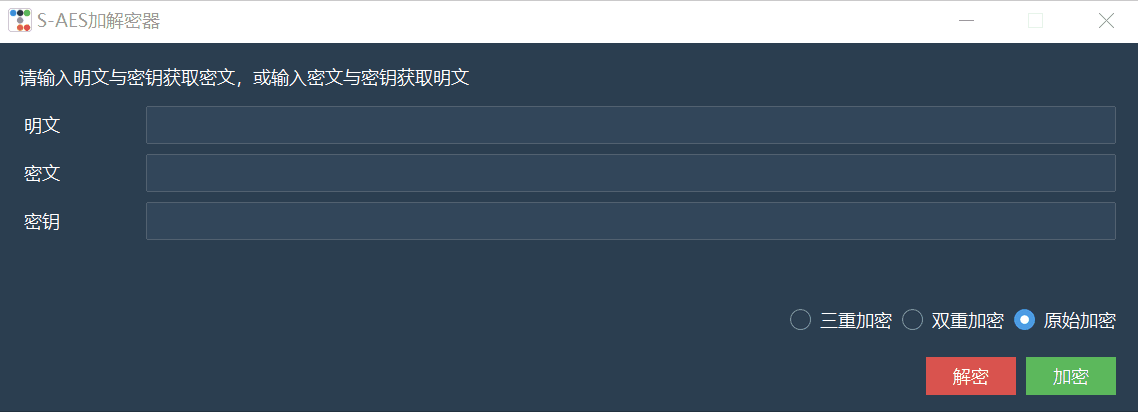 S-AES加解密器
请输入明文与密钥获取密文，或输入密文与密钥获取明文
明文
密文
密钥
三重加密 双重加密 原始加密
解密 加密